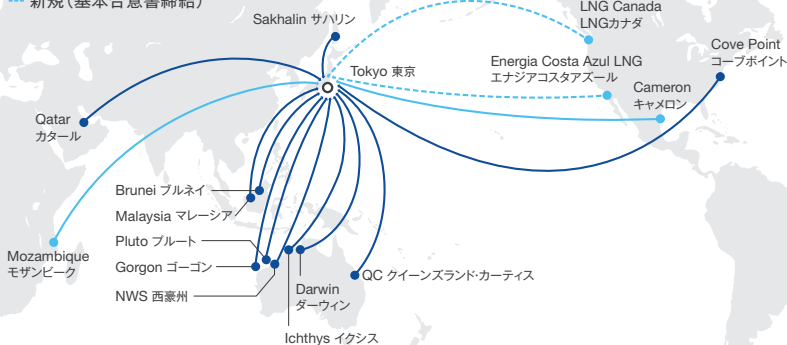 新規（基本合意書締結）
LNG Canada
LNGカナダ
Sakhalin サハリン
Cove Point
コーブポイント
Energia Costa Azul LNG
エナジアコスタアズール
Tokyo 東京
Cameron
キャメロン
Qatar
カタール
Brunei ブルネイ
Malaysia マレーシア
Pluto プルート
Mozambique
モザンビーク
Gorgon ゴーゴン
QC クイーンズランド・カーティス
NWS 西豪州
Darwin
ダーウィン
Ichthys イクシス